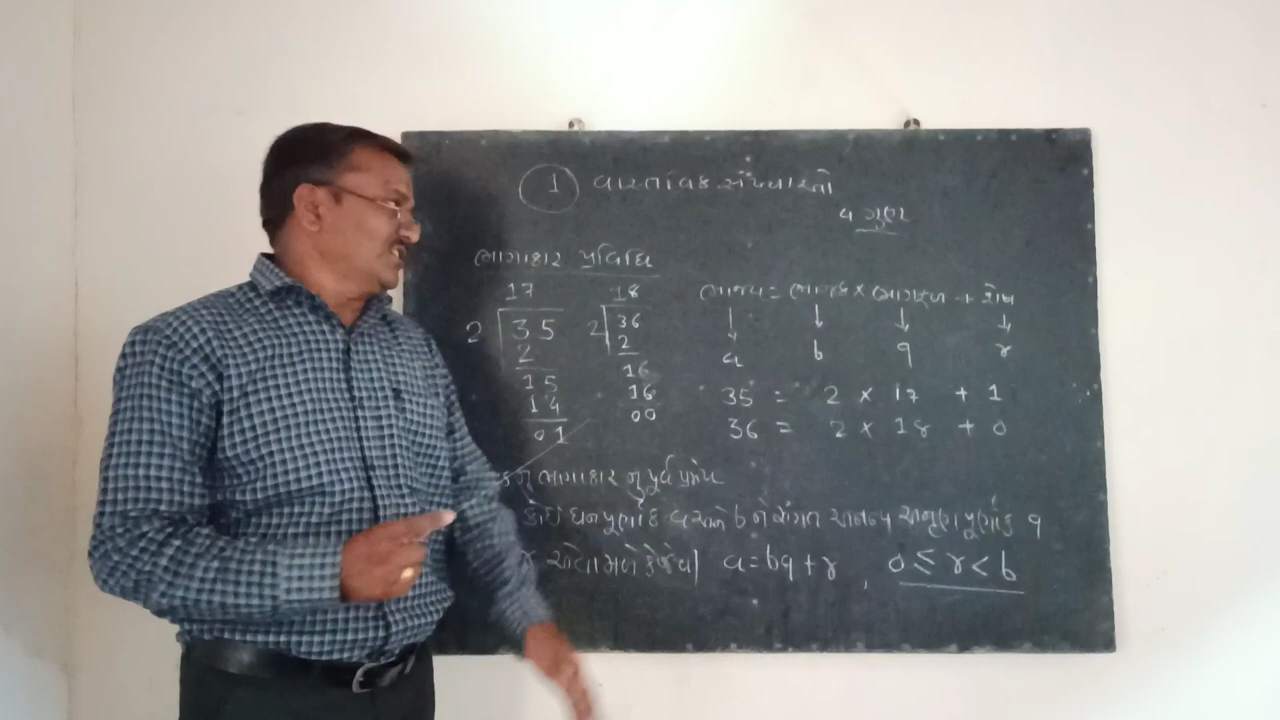 1 વાસ્તવિક સંખ્યાઓ
૫ ગુણ
ભાગાકાર પ્રવિધિ
17
2 35
2
15
14
01
18
2 36
2
16
16
00
ભાજ્ય = ભાજક × ભાગફળ + શેષ
↓ ↓ ↓ ↓
a b q r
35 = 2 × 17 + 1
36 = 2 × 18 + 0
ભાગાકાર નું પૂર્વ પ્રમેય
કોઈ ધન પૂર્ણાંક a અને b ને સંગત અનન્ય અનૃણ પૂર્ણાંક q
r એવા મળે કે જેથી a = bq + r , 0 ≤ r < b